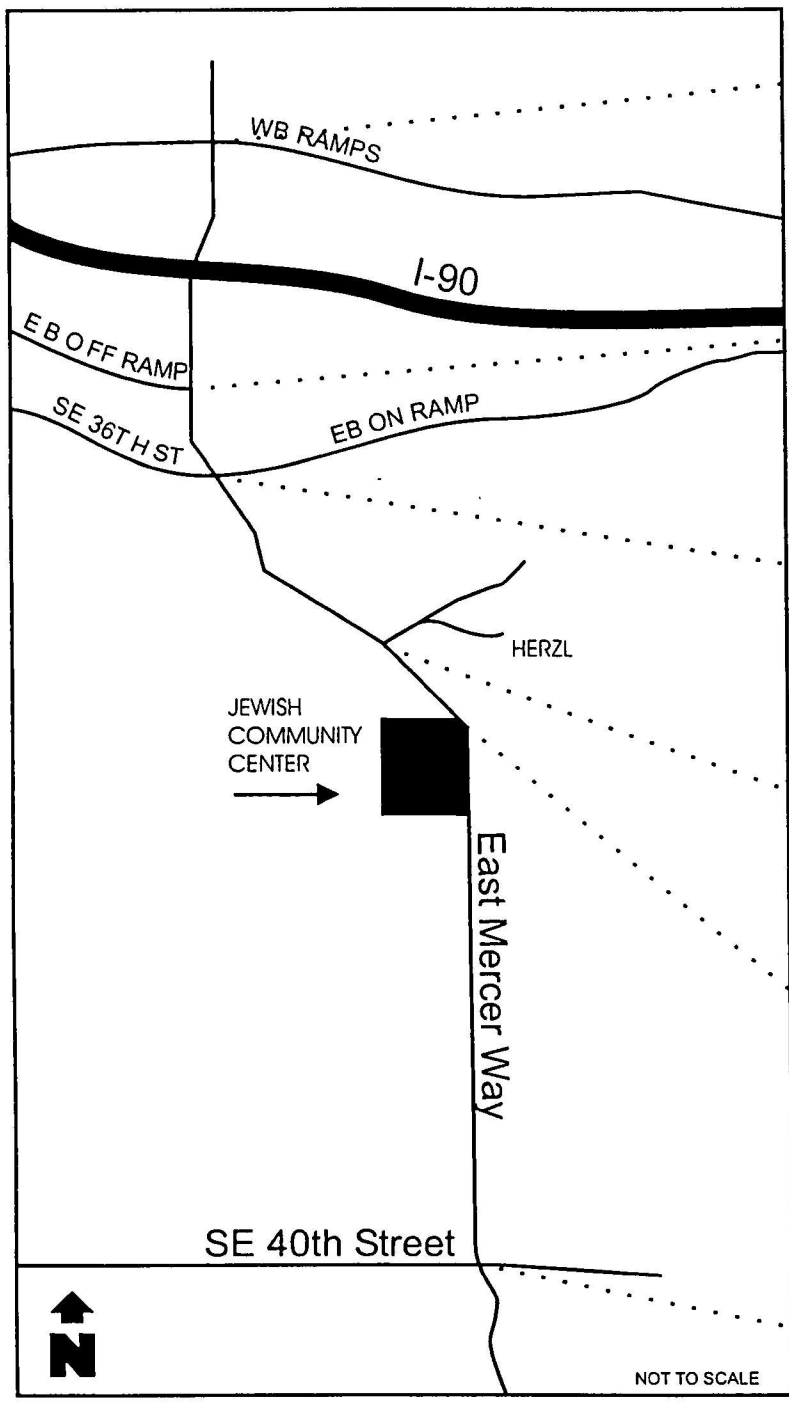 WB RAMPS
I-90
E B O FF RAMP
SE 36T H ST
EB ON RAMP
HERZL
JEWISH
COMMUNITY
CENTER
East Mercer Way
SE 40th Street
N
NOT TO SCALE